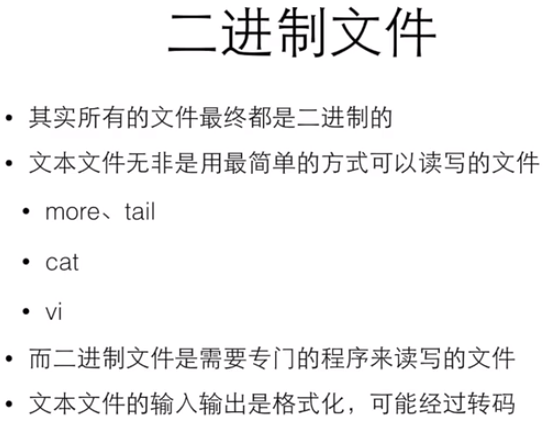 二进制文件
• 其实所有的文件最终都是二进制的
• 文本文件无非是用最简单的方式可以读写的文件
• more、tail
• cat
• vi
• 而二进制文件是需要专门的程序来读写的文件
• 文本文件的输入输出是格式化，可能经过转码